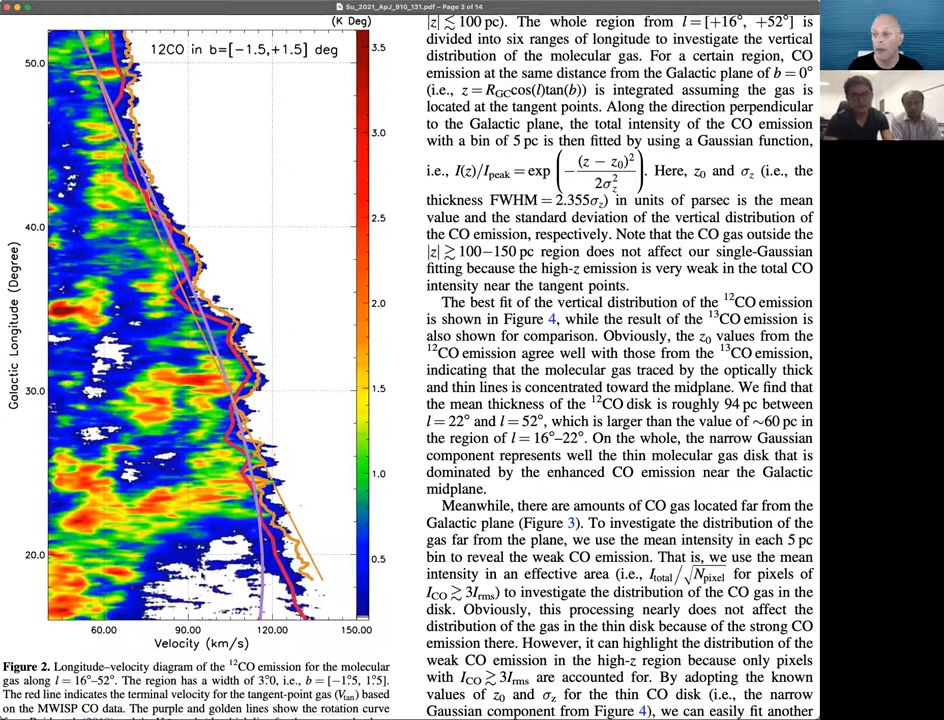 Su_2021_ApJ_910_131.pdf – Page 3 of 14
(K Deg)
12CO in b=[-1.5,+1.5] deg
50.0
40.0
30.0
20.0
Galactic Longitude (Degree)
60.00 90.00 120.00 150.00
Velocity (km/s)
3.5
3.0
2.5
2.0
1.5
1.0
0.5
Figure 2. Longitude–velocity diagram of the ¹²CO emission for the molecular
gas along l = 16°–52°. The region has a width of 3°.0, i.e., b = [−1°.5, 1°.5].
The red line indicates the terminal velocity for the tangent-point gas (Vtan) based
on the MWISP CO data. The purple and golden lines show the rotation curve
|z| ≲ 100 pc). The whole region from l = [+16°, +52°] is
divided into six ranges of longitude to investigate the vertical
distribution of the molecular gas. For a certain region, CO
emission at the same distance from the Galactic plane of b = 0°
(i.e., z = R_GC cos(l)tan(b)) is integrated assuming the gas is
located at the tangent points. Along the direction perpendicular
to the Galactic plane, the total intensity of the CO emission
with a bin of 5 pc is then fitted by using a Gaussian function,
i.e., I(z)/I_peak = exp(−(z − z₀)²/2σ_z²). Here, z₀ and σ_z (i.e., the
thickness FWHM = 2.355σ_z) in units of parsec is the mean
value and the standard deviation of the vertical distribution of
the CO emission, respectively. Note that the CO gas outside the
|z| ≳ 100−150 pc region does not affect our single-Gaussian
fitting because the high-z emission is very weak in the total CO
intensity near the tangent points.
The best fit of the vertical distribution of the ¹²CO emission
is shown in Figure 4, while the result of the ¹³CO emission is
also shown for comparison. Obviously, the z₀ values from the
¹²CO emission agree well with those from the ¹³CO emission,
indicating that the molecular gas traced by the optically thick
and thin lines is concentrated toward the midplane. We find that
the mean thickness of the ¹²CO disk is roughly 94 pc between
l = 22° and l = 52°, which is larger than the value of ∼60 pc in
the region of l = 16°–22°. On the whole, the narrow Gaussian
component represents well the thin molecular gas disk that is
dominated by the enhanced CO emission near the Galactic
midplane.
Meanwhile, there are amounts of CO gas located far from the
Galactic plane (Figure 3). To investigate the distribution of the
gas far from the plane, we use the mean intensity in each 5 pc
bin to reveal the weak CO emission. That is, we use the mean
intensity in an effective area (i.e., I_total/√N_pixel for pixels of
I_CO ≳ 3I_rms) to investigate the distribution of the CO gas in the
disk. Obviously, this processing nearly does not affect the
distribution of the gas in the thin disk because of the strong CO
emission there. However, it can highlight the distribution of the
weak CO emission in the high-z region because only pixels
with I_CO ≳ 3I_rms are accounted for. By adopting the known
values of z₀ and σ_z for the thin CO disk (i.e., the narrow
Gaussian component from Figure 4), we can easily fit another